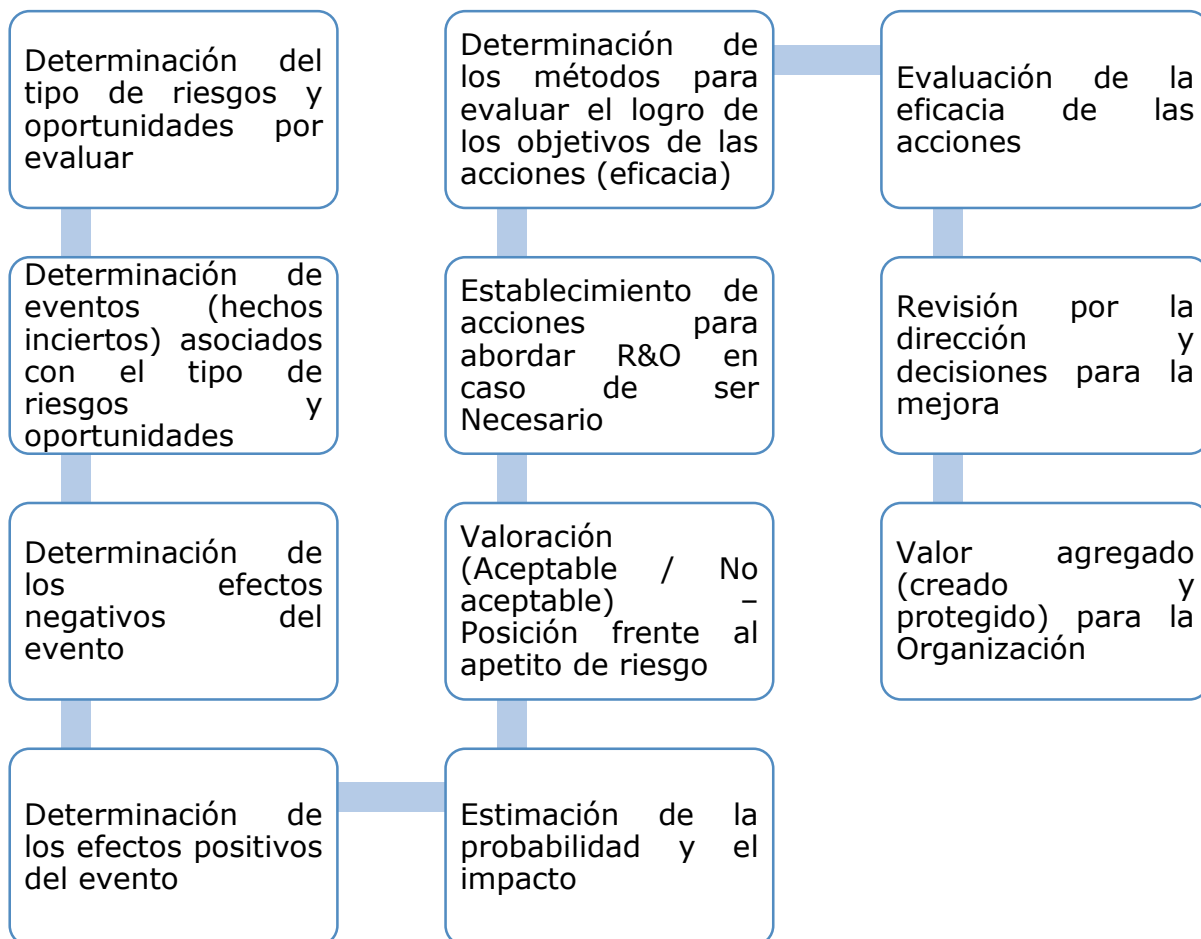 Determinación del
tipo de riesgos y
oportunidades por
evaluar
Determinación de
eventos (hechos
inciertos) asociados
con el tipo de
riesgos y
oportunidades
Determinación de
los efectos
negativos del
evento
Determinación de
los efectos positivos
del evento
Estimación de la
probabilidad y el
impacto
Valoración
(Aceptable / No
aceptable) –
Posición frente al
apetito de riesgo
Establecimiento de
acciones para
abordar R&O en
caso de ser
Necesario
Determinación de
los métodos para
evaluar el logro de
los objetivos de las
acciones (eficacia)
Evaluación de la
eficacia de las
acciones
Revisión por la
dirección y
decisiones para la
mejora
Valor agregado
(creado y
protegido) para la
Organización